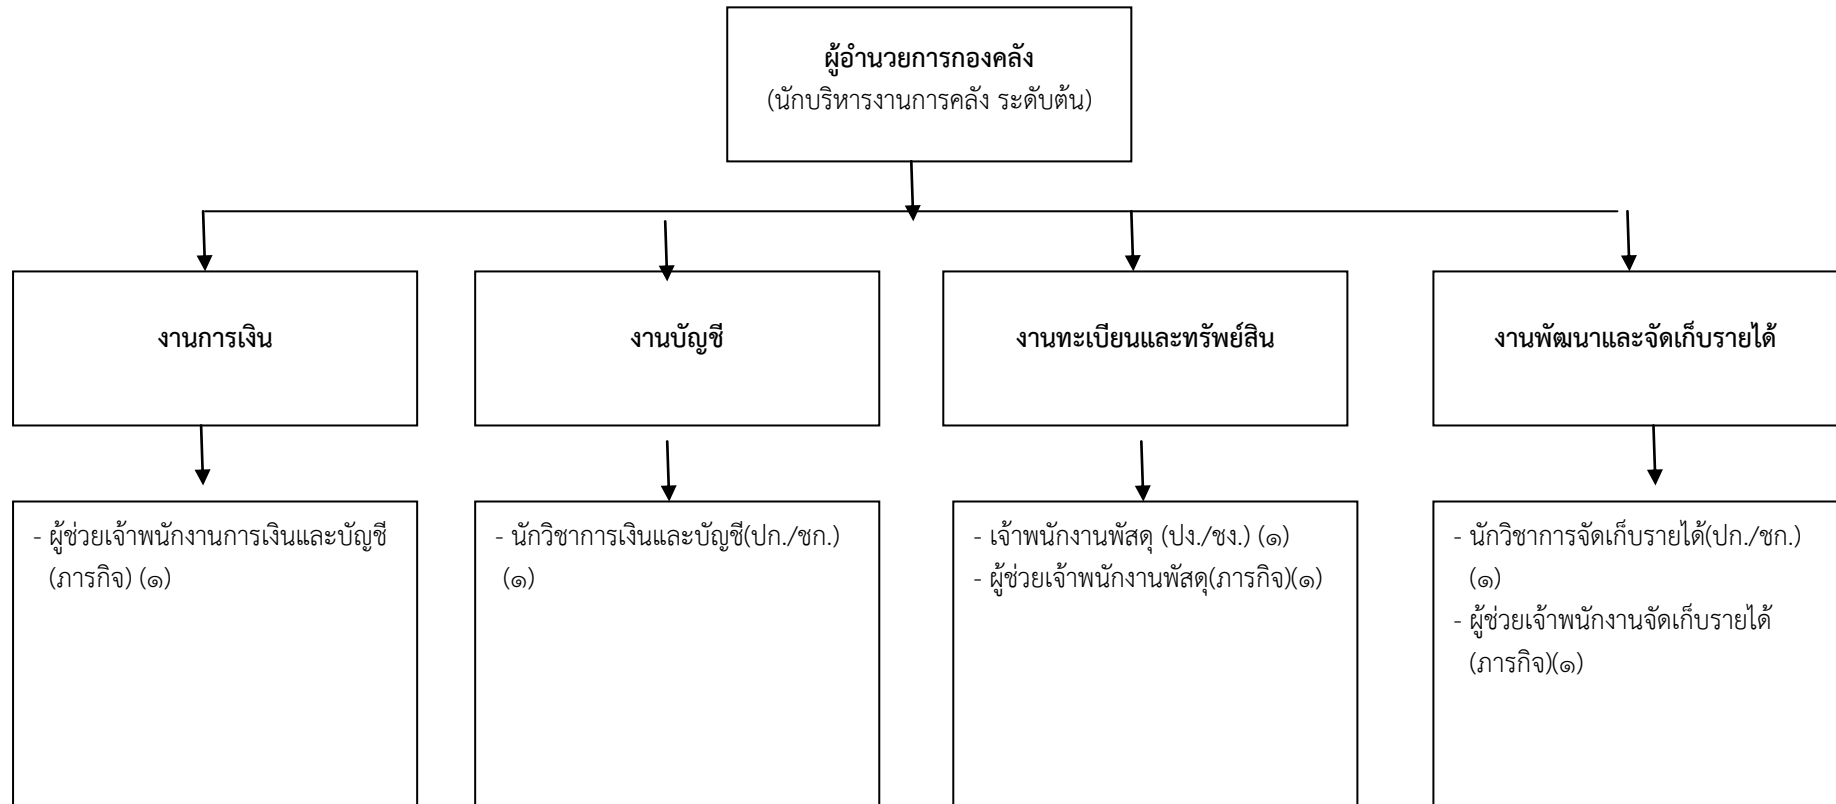 ผู้อำนวยการกองคลัง
(นักบริหารงานการคลัง ระดับต้น)
งานการเงิน
งานบัญชี
งานทะเบียนและทรัพย์สิน
งานพัฒนาและจัดเก็บรายได้
- ผู้ช่วยเจ้าพนักงานการเงินและบัญชี
(ภารกิจ) (๑)
- นักวิชาการเงินและบัญชี(ปก./ชก.)
(๑)
- เจ้าพนักงานพัสดุ (ปง./ชง.) (๑)
- ผู้ช่วยเจ้าพนักงานพัสดุ(ภารกิจ)(๑)
- นักวิชาการจัดเก็บรายได้(ปก./ชก.)
(๑)
- ผู้ช่วยเจ้าพนักงานจัดเก็บรายได้
(ภารกิจ)(๑)